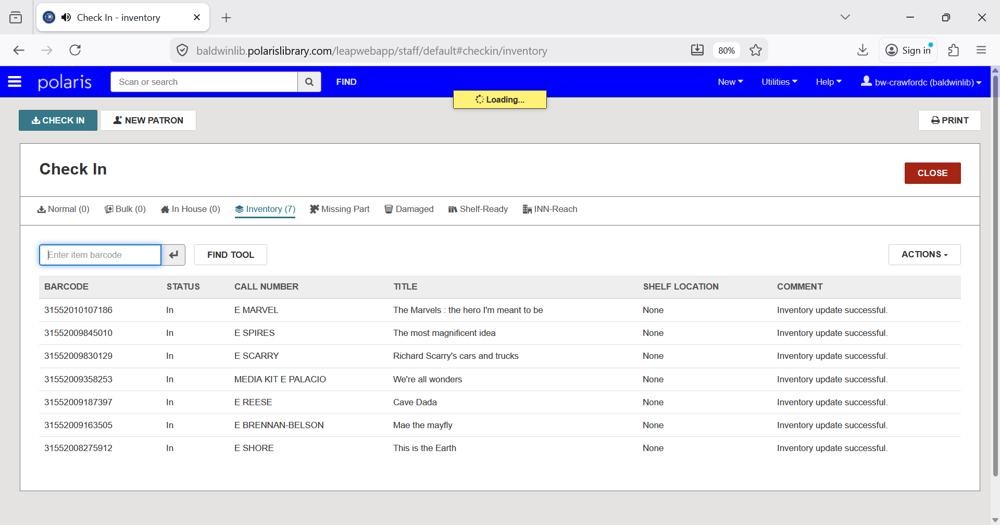 Check In - inventory
baldwinlib.polarislibrary.com/leapwebapp/staff/default#checkin/inventory
80%
Sign in
polaris
Scan or search
FIND
New
Utilities
Help
bw-crawfordc (baldwinlib)
Loading...
CHECK IN
NEW PATRON
PRINT
Check In
CLOSE
Normal (0)
Bulk (0)
In House (0)
Inventory (7)
Missing Part
Damaged
Shelf-Ready
INN-Reach
Enter item barcode
FIND TOOL
ACTIONS
BARCODE STATUS CALL NUMBER TITLE SHELF LOCATION COMMENT
31552010107186 In E MARVEL The Marvels : the hero I'm meant to be None Inventory update successful.
31552009845010 In E SPIRES The most magnificent idea None Inventory update successful.
31552009830129 In E SCARRY Richard Scarry's cars and trucks None Inventory update successful.
31552009358253 In MEDIA KIT E PALACIO We're all wonders None Inventory update successful.
31552009187397 In E REESE Cave Dada None Inventory update successful.
31552009163505 In E BRENNAN-BELSON Mae the mayfly None Inventory update successful.
31552008275912 In E SHORE This is the Earth None Inventory update successful.